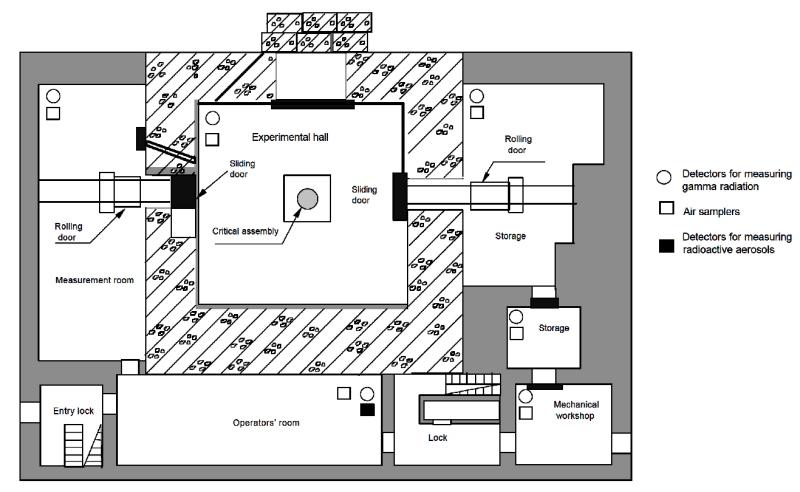 Experimental hall
Sliding
door
Rolling
door
Sliding
door
Critical assembly
Rolling
door
Storage
Measurement room
Storage
Entry lock
Operators' room
Lock
Mechanical
workshop
Detectors for measuring
gamma radiation
Air samplers
Detectors for measuring
radioactive aerosols